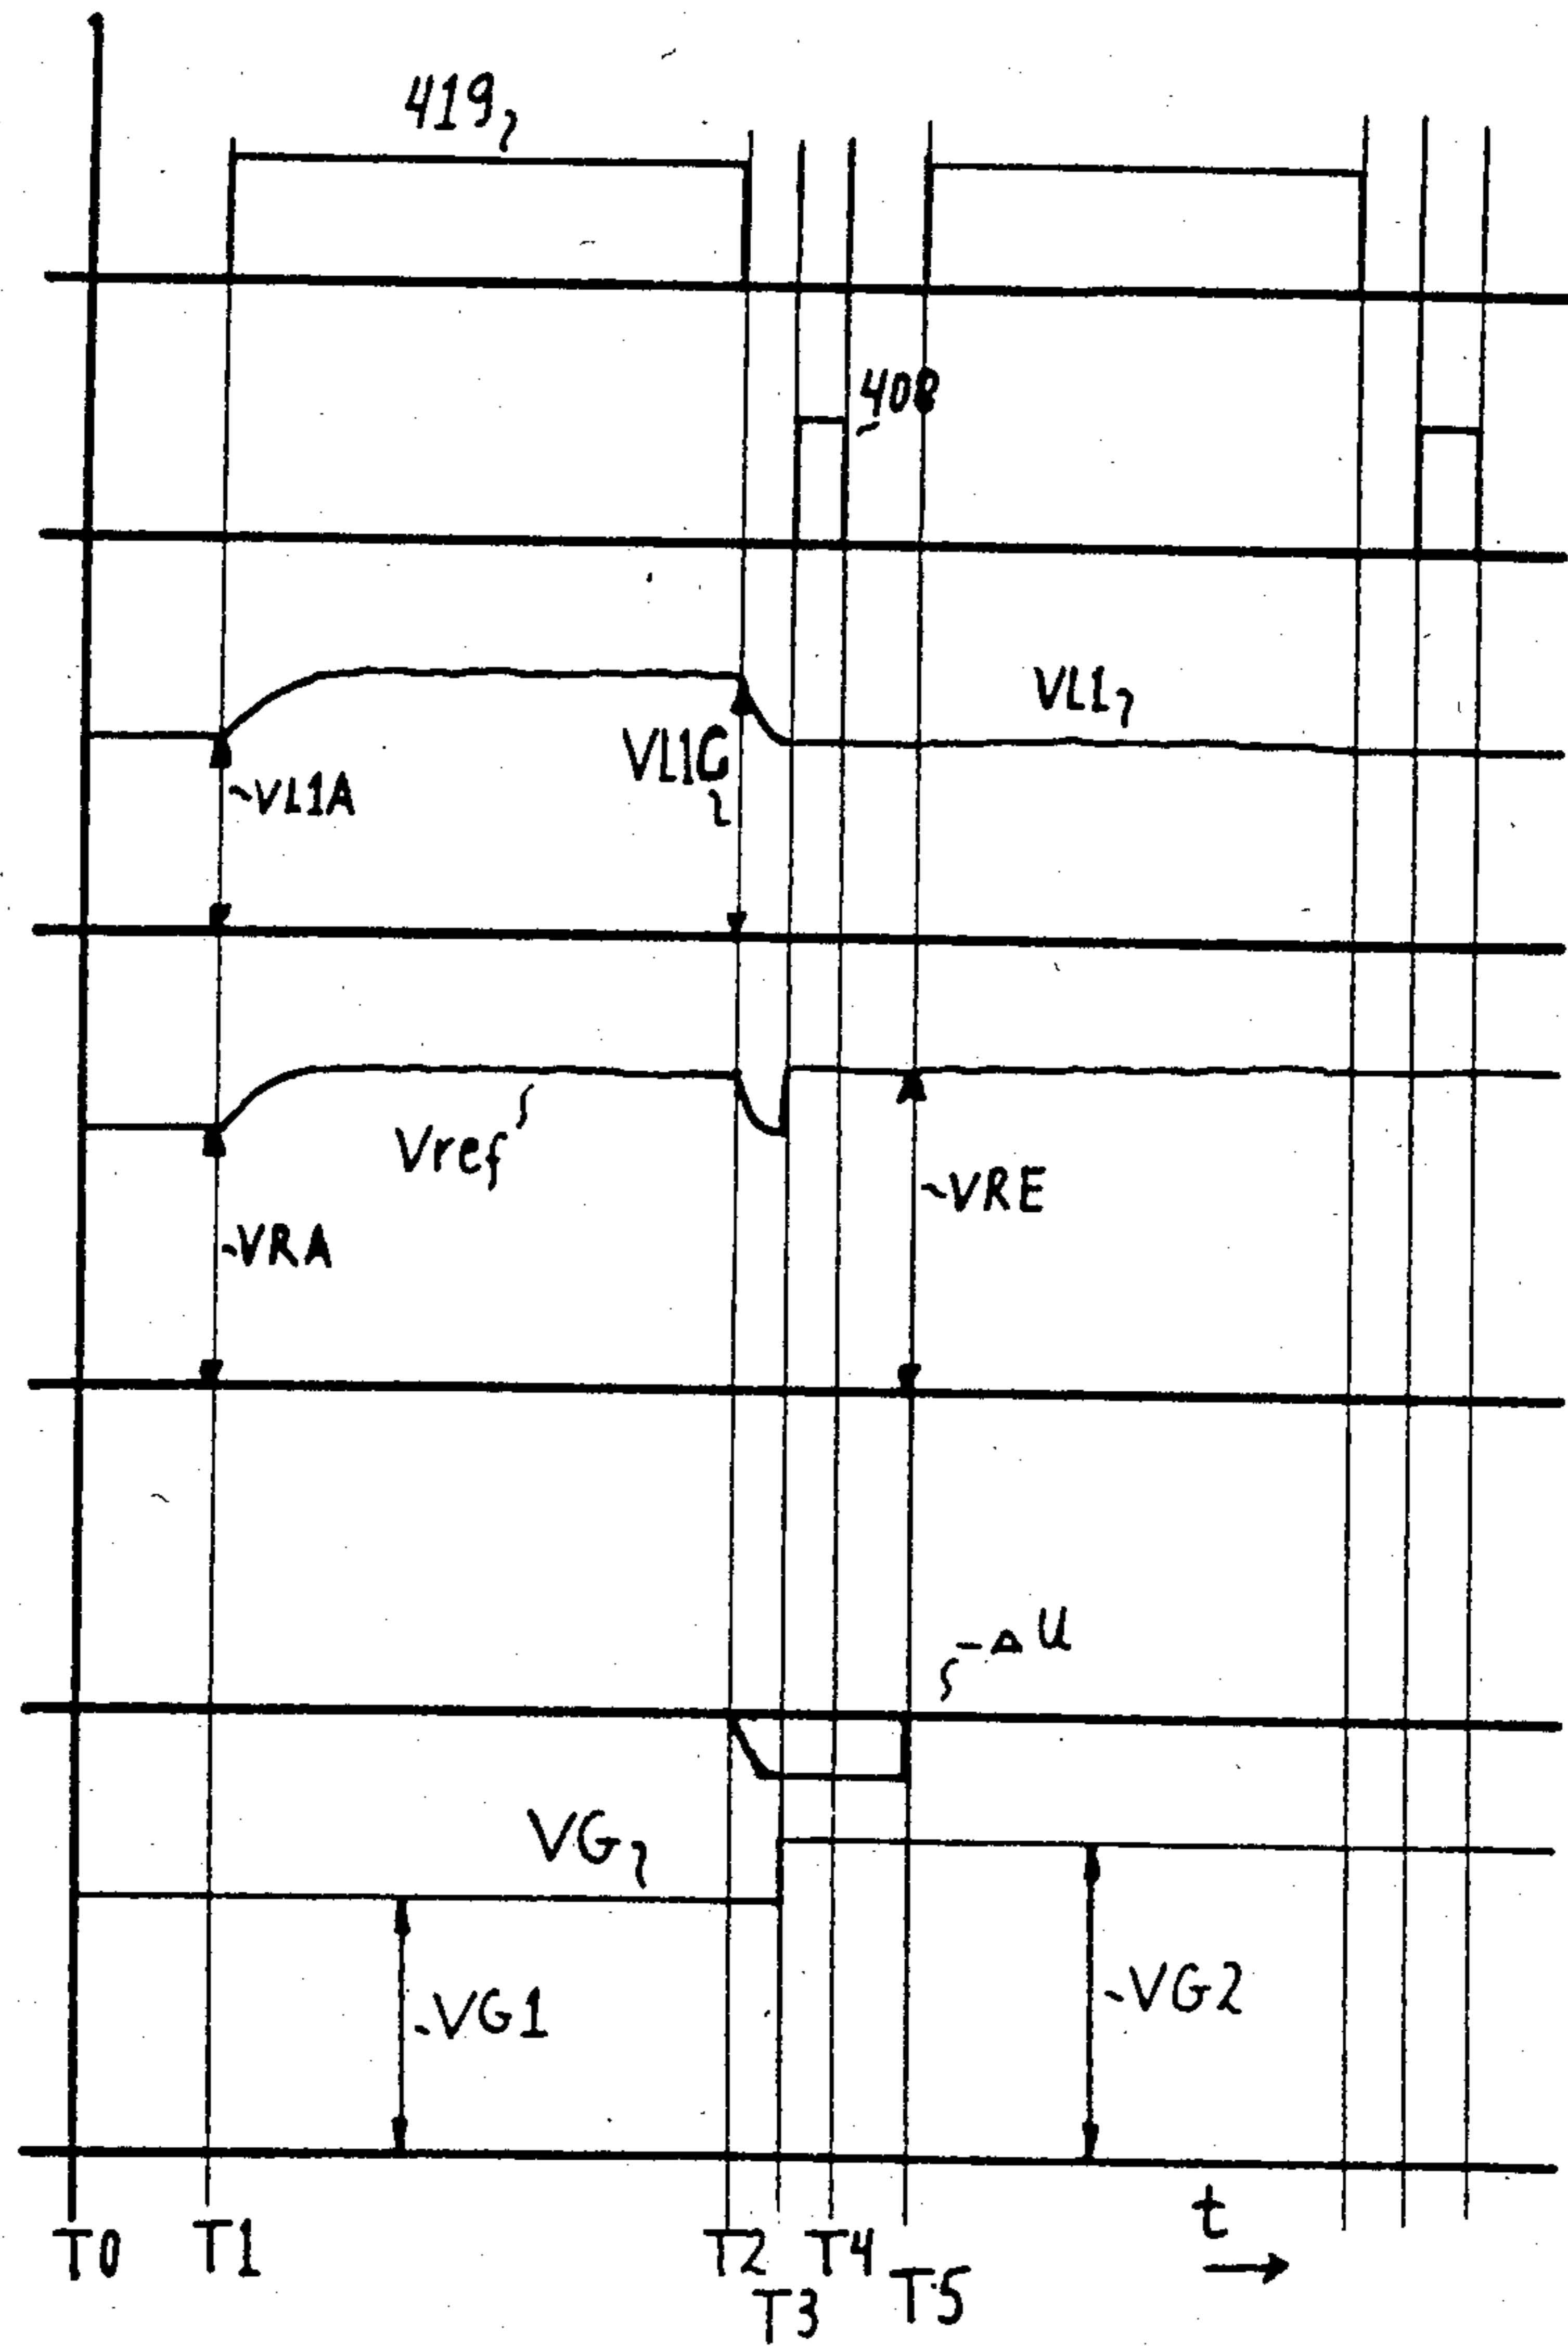 419
408
VL1
VL1G
VL1A
Vref
VRE
VRA
-ΔU
VG
VG2
VG1
t
T0 T1 T2 T4
T3 T5